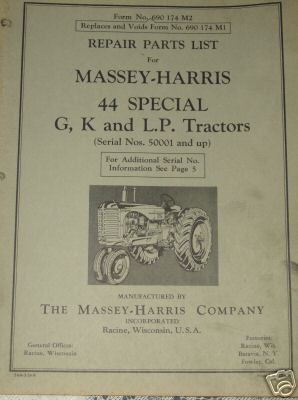 Form No. 690 174 M2
Replaces and Voids Form No. 690 174 M1
REPAIR PARTS LIST
For
MASSEY-HARRIS
44 SPECIAL
G, K and L.P. Tractors
(Serial Nos. 50001 and up)
For Additional Serial No.
Information See Page 5
MANUFACTURED BY
THE MASSEY-HARRIS COMPANY
INCORPORATED
Racine, Wisconsin, U.S.A.
General Offices:
Racine, Wisconsin
Factories:
Racine, Wis.
Batavia, N. Y.
Fowler, Cal.